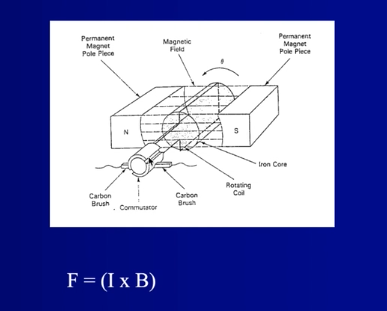 Permanent
Magnet
Pole Piece
Magnetic
Field
Permanent
Magnet
Pole Piece
θ
N
S
Iron Core
Rotating
Coil
Carbon
Brush
Commutator
Carbon
Brush
F = (I x B)